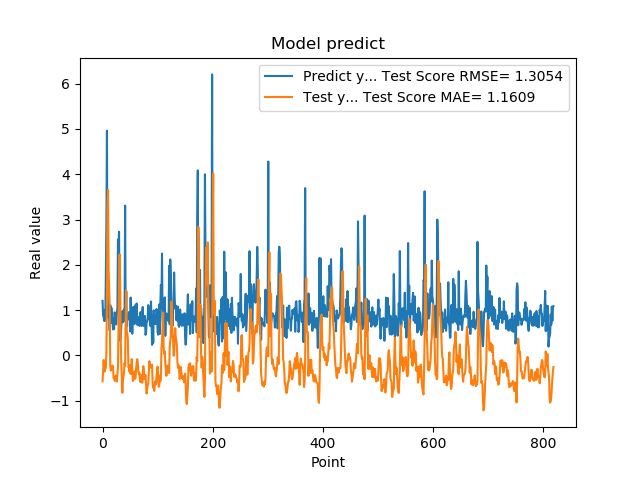 Model predict
Predict y... Test Score RMSE= 1.3054
Test y... Test Score MAE= 1.1609
6
5
4
3
2
1
0
−1
Real value
0 200 400 600 800
Point